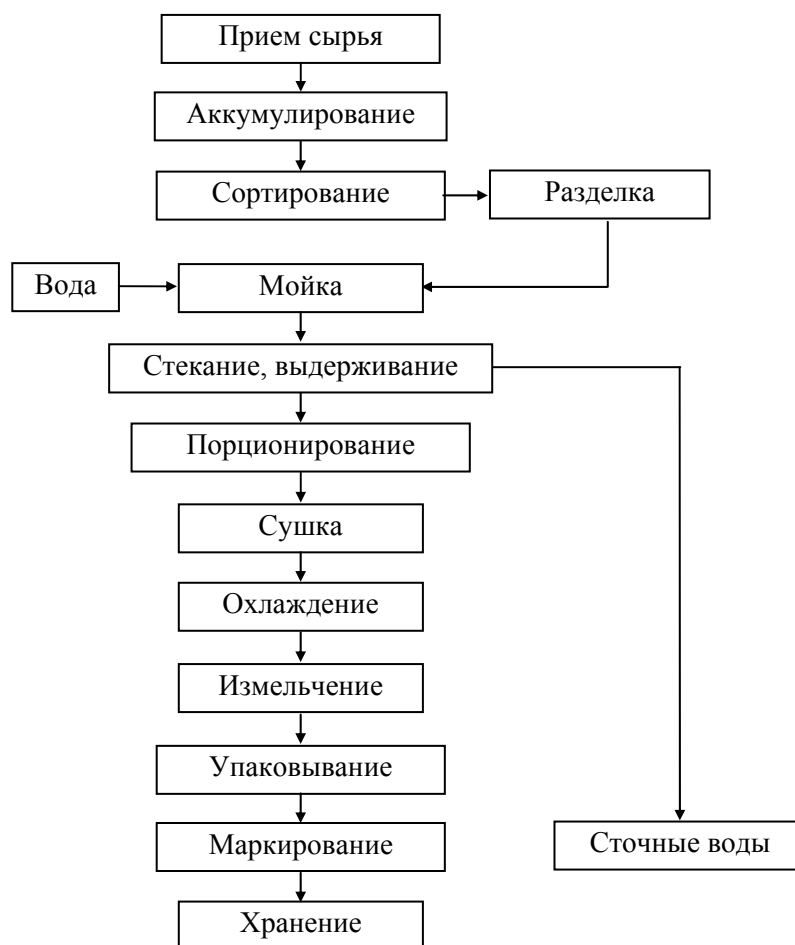 Прием сырья
Аккумулирование
Сортирование
Разделка
Вода
Мойка
Стекание, выдерживание
Порционирование
Сушка
Охлаждение
Измельчение
Упаковывание
Маркирование
Сточные воды
Хранение